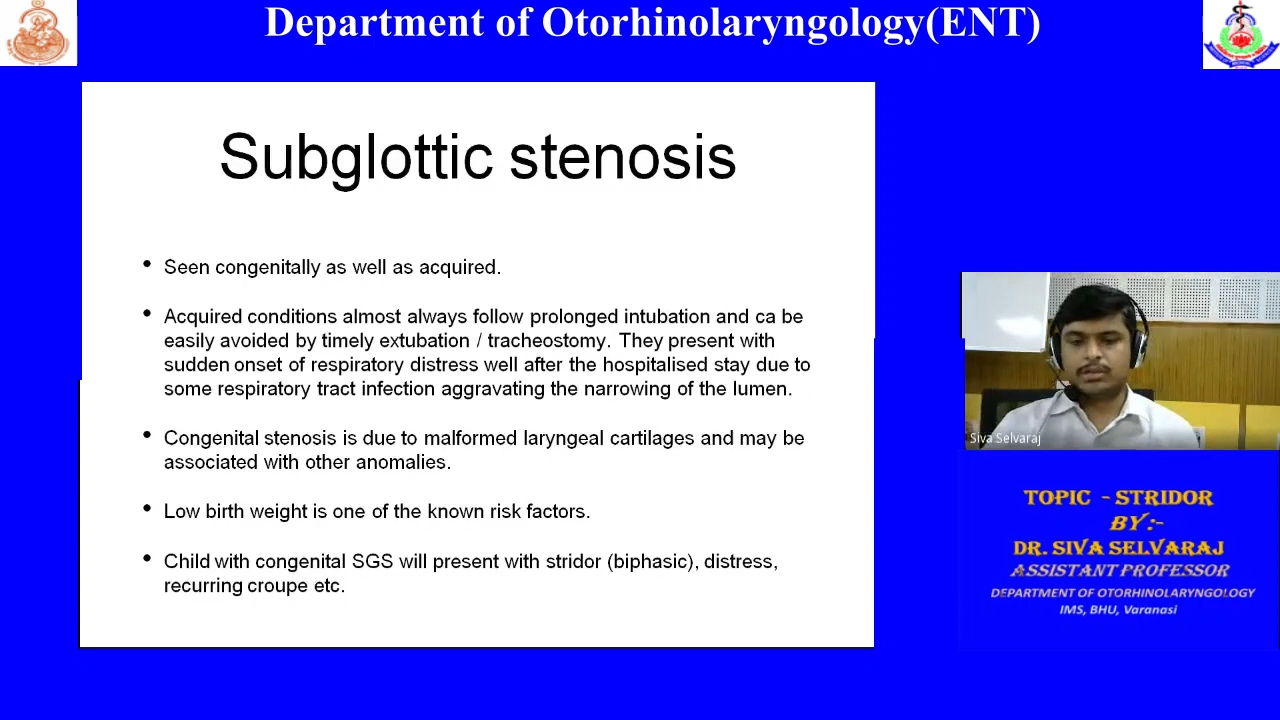 Department of Otorhinolaryngology(ENT)
Subglottic stenosis
• Seen congenitally as well as acquired.
• Acquired conditions almost always follow prolonged intubation and ca be
easily avoided by timely extubation / tracheostomy. They present with
sudden onset of respiratory distress well after the hospitalised stay due to
some respiratory tract infection aggravating the narrowing of the lumen.
• Congenital stenosis is due to malformed laryngeal cartilages and may be
associated with other anomalies.
• Low birth weight is one of the known risk factors.
• Child with congenital SGS will present with stridor (biphasic), distress,
recurring croupe etc.
Siva Selvaraj
TOPIC - STRIDOR
BY:-
DR. SIVA SELVARAJ
ASSISTANT PROFESSOR
DEPARTMENT OF OTORHINOLARYNGOLOGY
IMS, BHU, Varanasi